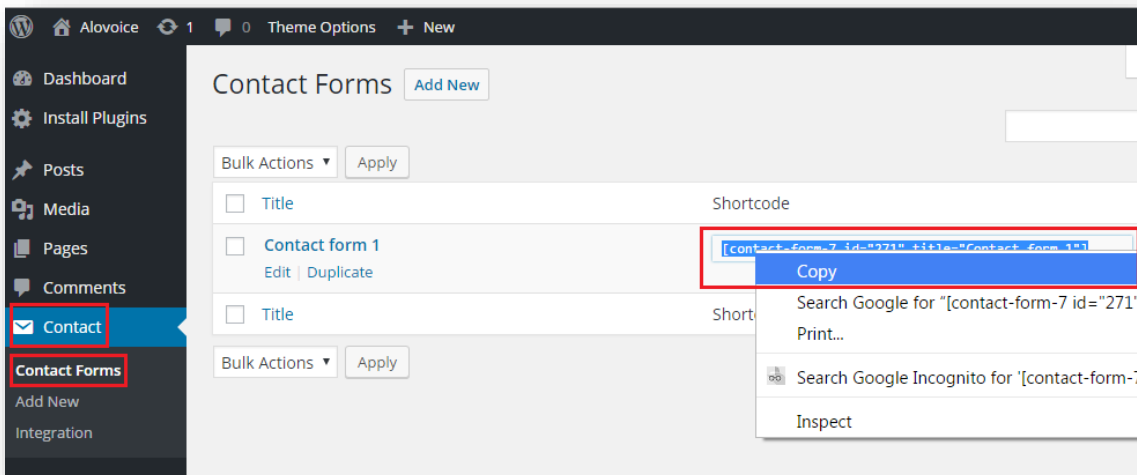 Alovoice 1 0 Theme Options + New
Dashboard
Install Plugins
Posts
Media
Pages
Comments
Contact
Contact Forms
Add New
Integration
Contact Forms Add New
Bulk Actions Apply
Title Shortcode
Contact form 1 [contact-form-7 id="271" title="Contact form 1"]
Edit | Duplicate
Title
Bulk Actions Apply
Copy
Search Google for “[contact-form-7 id="271"
Print...
Search Google Incognito for '[contact-form-7
Inspect